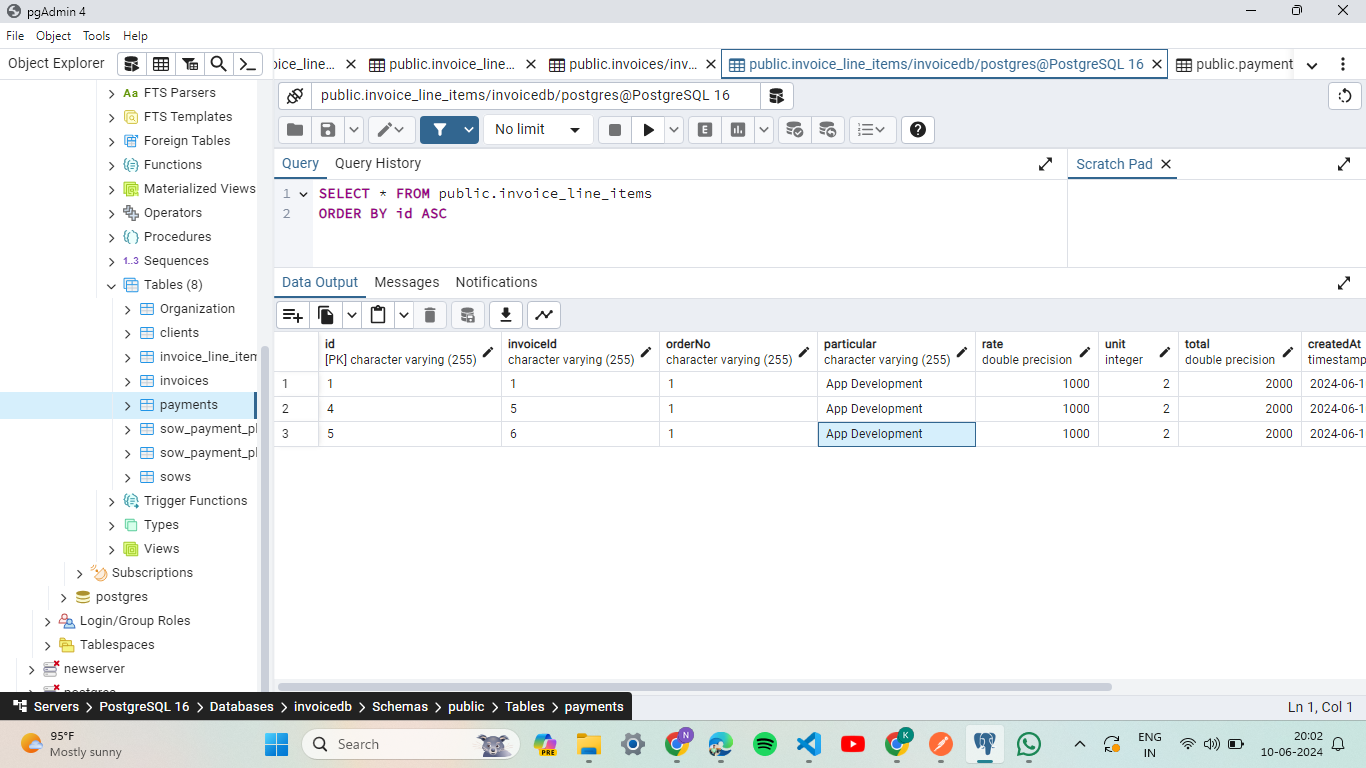 pgAdmin 4
File Object Tools Help
Object Explorer
oice_line...
public.invoice_line...
public.invoices/inv...
public.invoice_line_items/invoicedb/postgres@PostgreSQL 16
public.payment
FTS Parsers
FTS Templates
Foreign Tables
Functions
Materialized Views
Operators
Procedures
1..3 Sequences
Tables (8)
Organization
clients
invoice_line_item
invoices
payments
sow_payment_pl
sow_payment_pl
sows
Trigger Functions
Types
Views
Subscriptions
postgres
Login/Group Roles
Tablespaces
newserver
public.invoice_line_items/invoicedb/postgres@PostgreSQL 16
No limit
E
Query Query History
Scratch Pad
1 SELECT * FROM public.invoice_line_items
2 ORDER BY id ASC
Data Output Messages Notifications
id invoiceId orderNo particular rate unit total createdAt
[PK] character varying (255) character varying (255) character varying (255) character varying (255) double precision integer double precision timestamp
1 1 1 1 App Development 1000 2 2000 2024-06-1
2 4 5 1 App Development 1000 2 2000 2024-06-1
3 5 6 1 App Development 1000 2 2000 2024-06-1
Servers > PostgreSQL 16 > Databases > invoicedb > Schemas > public > Tables > payments
Ln 1, Col 1
95°F
Mostly sunny
Search
PRE
N
K
ENG
IN
20:02
10-06-2024